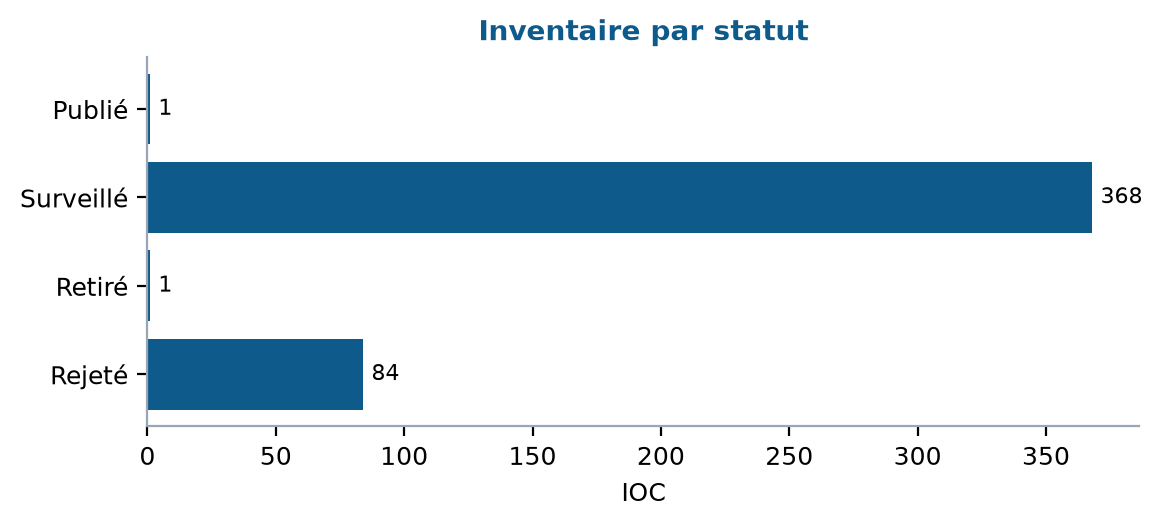 Inventaire par statut
Publié 1
Surveillé 368
Retiré 1
Rejeté 84
0 50 100 150 200 250 300 350
IOC